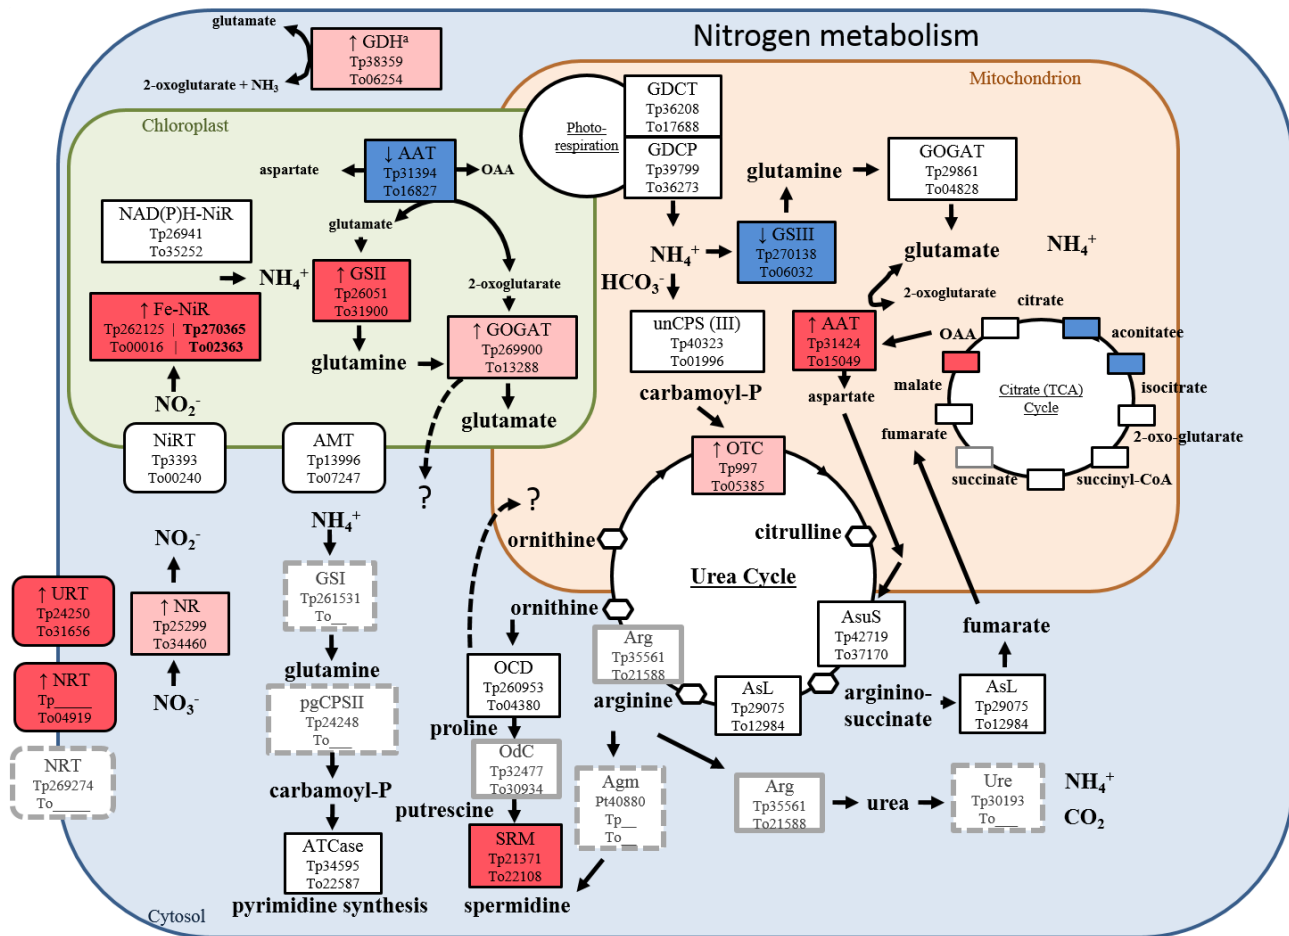 Nitrogen metabolism
glutamate
↑ GDHᵃ
Tp38359
To06254
2-oxoglutarate + NH₃
Mitochondrion
Chloroplast
Photo-
respiration
GDCT
Tp36208
To17688
GDCP
Tp39799
To36273
aspartate
↓ AAT
Tp31394
To16827
OAA
glutamine
GOGAT
Tp29861
To04828
NAD(P)H-NiR
Tp26941
To35252
glutamate
NH₄⁺
↑ GSII
Tp26051
To31900
2-oxoglutarate
NH₄⁺
HCO₃⁻
↓ GSIII
Tp270138
To06032
glutamate
NH₄⁺
2-oxoglutarate
↑ Fe-NiR
Tp262125 | Tp270365
To00016 | To02363
glutamine
↑ GOGAT
Tp269900
To13288
glutamate
NO₂⁻
unCPS (III)
Tp40323
To01996
carbamoyl-P
↑ AAT
Tp31424
To15049
aspartate
OAA
citrate
aconitatee
isocitrate
malate
Citrate (TCA)
Cycle
fumarate
2-oxo-glutarate
succinate
succinyl-CoA
NiRT
Tp3393
To00240
AMT
Tp13996
To07247
?
?
↑ OTC
Tp997
To05385
ornithine
citrulline
Urea Cycle
NO₂⁻
NH₄⁺
↑ URT
Tp24250
To31656
↑ NR
Tp25299
To34460
GSI
Tp261531
To__
ornithine
Arg
Tp35561
To21588
AsuS
Tp42719
To37170
fumarate
↑ NRT
Tp_____
To04919
NO₃⁻
glutamine
OCD
Tp260953
To04380
arginine
AsL
Tp29075
To12984
arginino-
succinate
AsL
Tp29075
To12984
NRT
Tp269274
To_____
pgCPSII
Tp24248
To___
proline
OdC
Tp32477
To30934
carbamoyl-P
putrescine
Agm
Pt40880
Tp__
To__
Arg
Tp35561
To21588
urea
Ure
Tp30193
To___
NH₄⁺
CO₂
ATCase
Tp34595
To22587
SRM
Tp21371
To22108
pyrimidine synthesis
spermidine
Cytosol